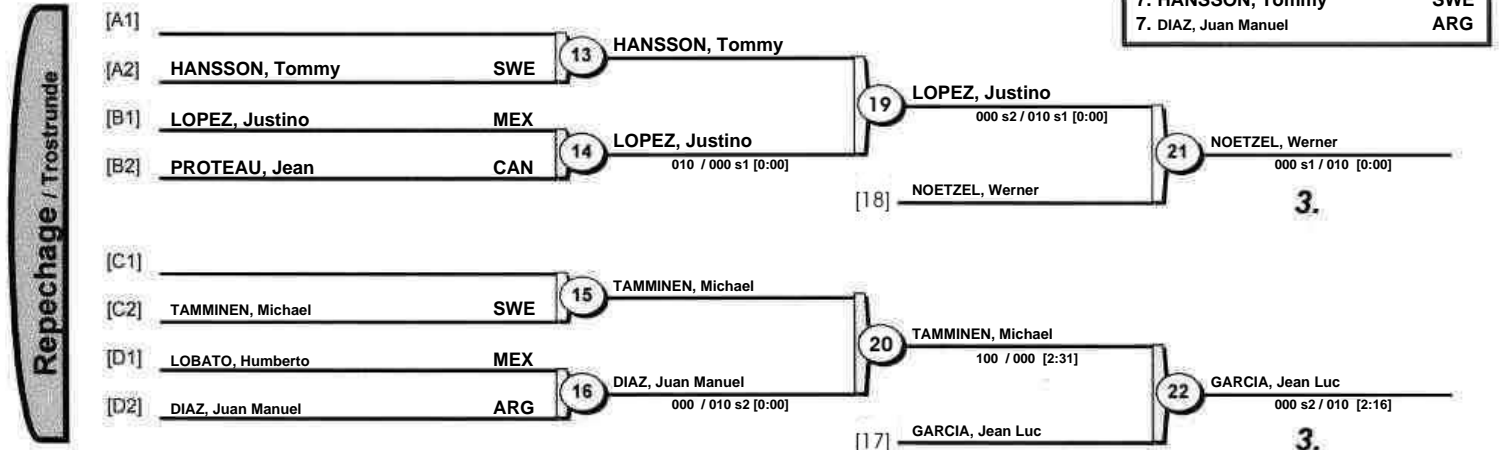 7. HANSSON, Tommy SWE
7. DIAZ, Juan Manuel ARG
Repechage / Trostrunde
[A1]
[A2] HANSSON, Tommy SWE
13 HANSSON, Tommy
[B1] LOPEZ, Justino MEX
[B2] PROTEAU, Jean CAN
14 LOPEZ, Justino
010 / 000 s1 [0:00]
19 LOPEZ, Justino
000 s2 / 010 s1 [0:00]
[18] NOETZEL, Werner
21 NOETZEL, Werner
000 s1 / 010 [0:00]
3.
[C1]
[C2] TAMMINEN, Michael SWE
15 TAMMINEN, Michael
[D1] LOBATO, Humberto MEX
[D2] DIAZ, Juan Manuel ARG
16 DIAZ, Juan Manuel
000 / 010 s2 [0:00]
20 TAMMINEN, Michael
100 / 000 [2:31]
[17] GARCIA, Jean Luc
22 GARCIA, Jean Luc
000 s2 / 010 [2:16]
3.